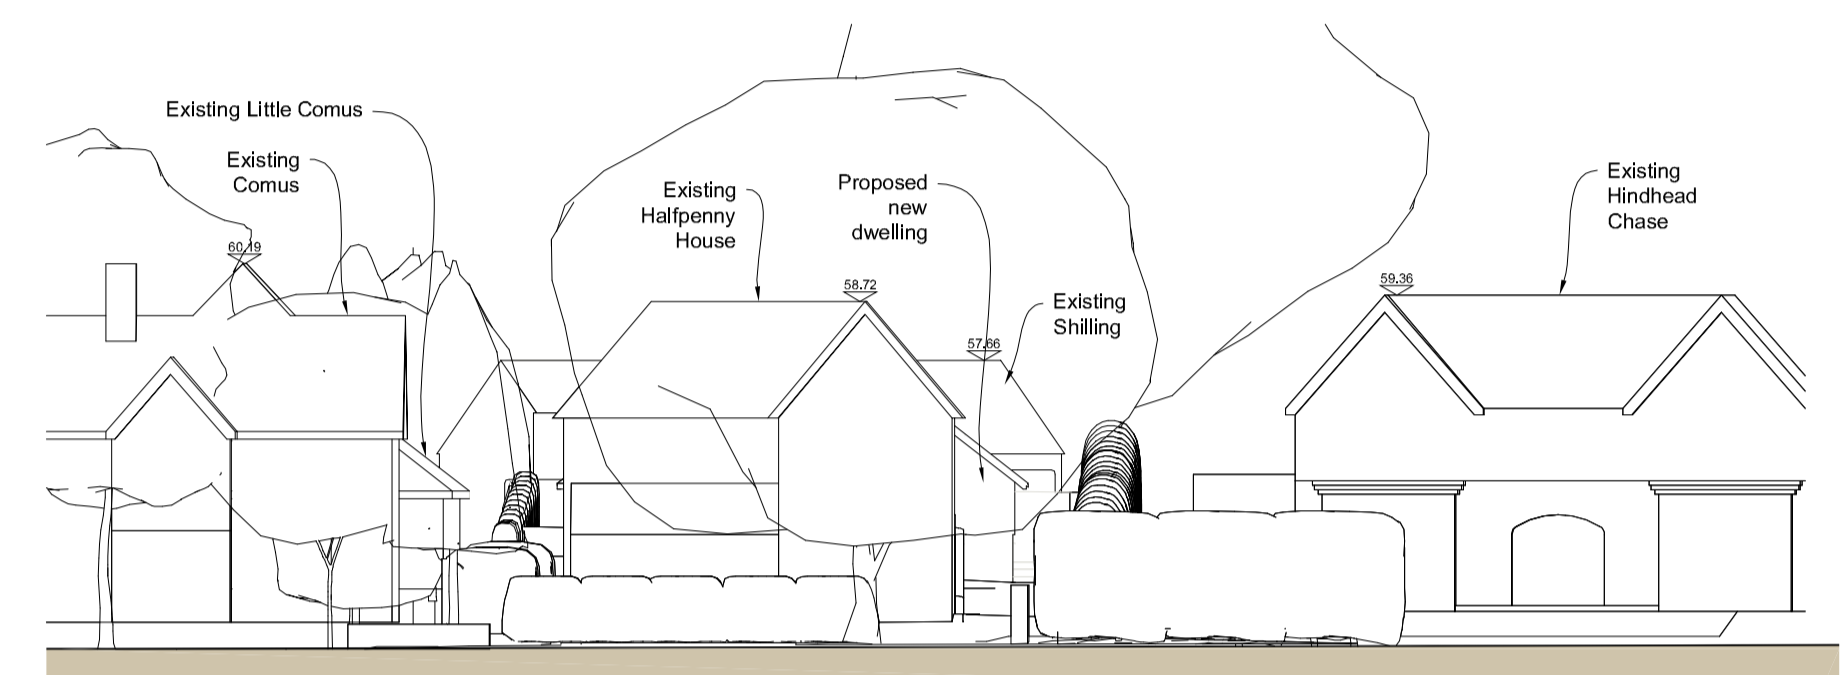 Existing Little Comus
Existing
Comus
60.19
Existing
Halfpenny
House
58.72
Proposed
new
dwelling
57.66
Existing
Shilling
59.36
Existing
Hindhead
Chase